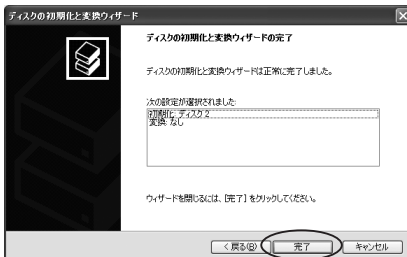 ディスクの初期化と変換ウィザード
ディスクの初期化と変換ウィザードの完了
ディスクの初期化と変換ウィザードは正常に完了しました。
次の設定が選択されました:
初期化: ディスク 2
変換: なし
ウィザードを閉じるには、[完了] をクリックしてください。
< 戻る(B)
完了
キャンセル